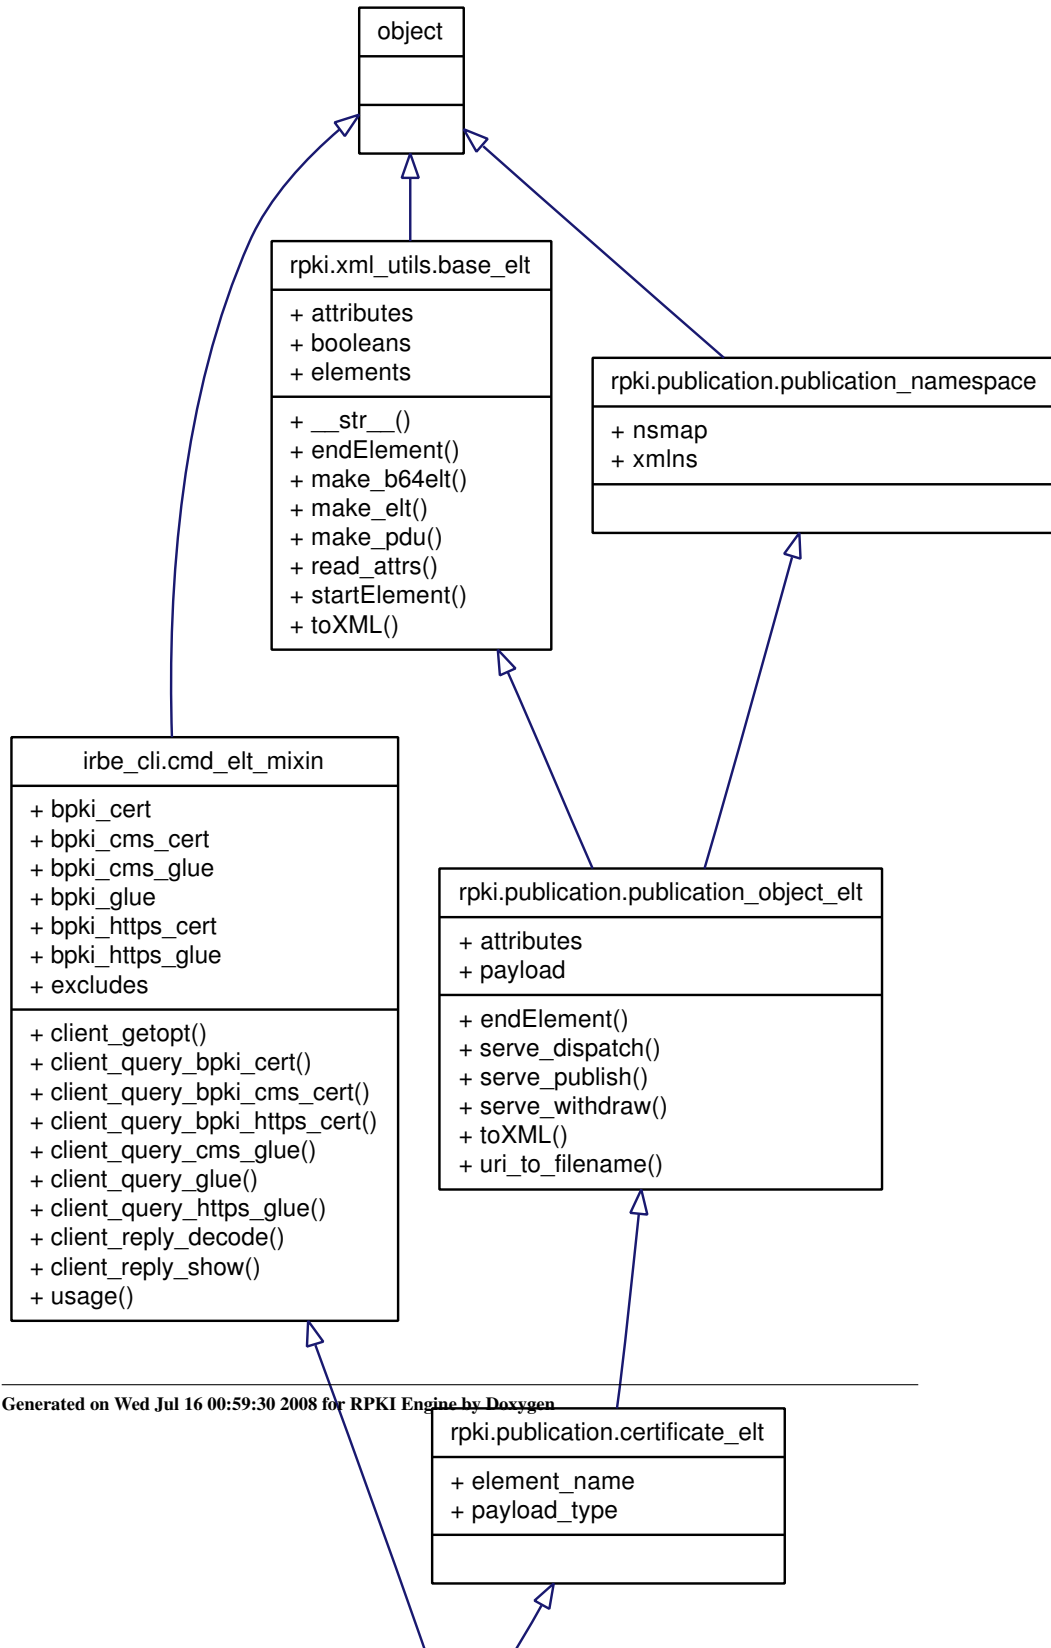 object
rpki.xml_utils.base_elt
+ attributes
+ booleans
+ elements
+ __str__()
+ endElement()
+ make_b64elt()
+ make_elt()
+ make_pdu()
+ read_attrs()
+ startElement()
+ toXML()
rpki.publication.publication_namespace
+ nsmap
+ xmlns
irbe_cli.cmd_elt_mixin
+ bpki_cert
+ bpki_cms_cert
+ bpki_cms_glue
+ bpki_glue
+ bpki_https_cert
+ bpki_https_glue
+ excludes
+ client_getopt()
+ client_query_bpki_cert()
+ client_query_bpki_cms_cert()
+ client_query_bpki_https_cert()
+ client_query_cms_glue()
+ client_query_glue()
+ client_query_https_glue()
+ client_reply_decode()
+ client_reply_show()
+ usage()
rpki.publication.publication_object_elt
+ attributes
+ payload
+ endElement()
+ serve_dispatch()
+ serve_publish()
+ serve_withdraw()
+ toXML()
+ uri_to_filename()
Generated on Wed Jul 16 00:59:30 2008 for RPKI Engine by Doxygen
rpki.publication.certificate_elt
+ element_name
+ payload_type